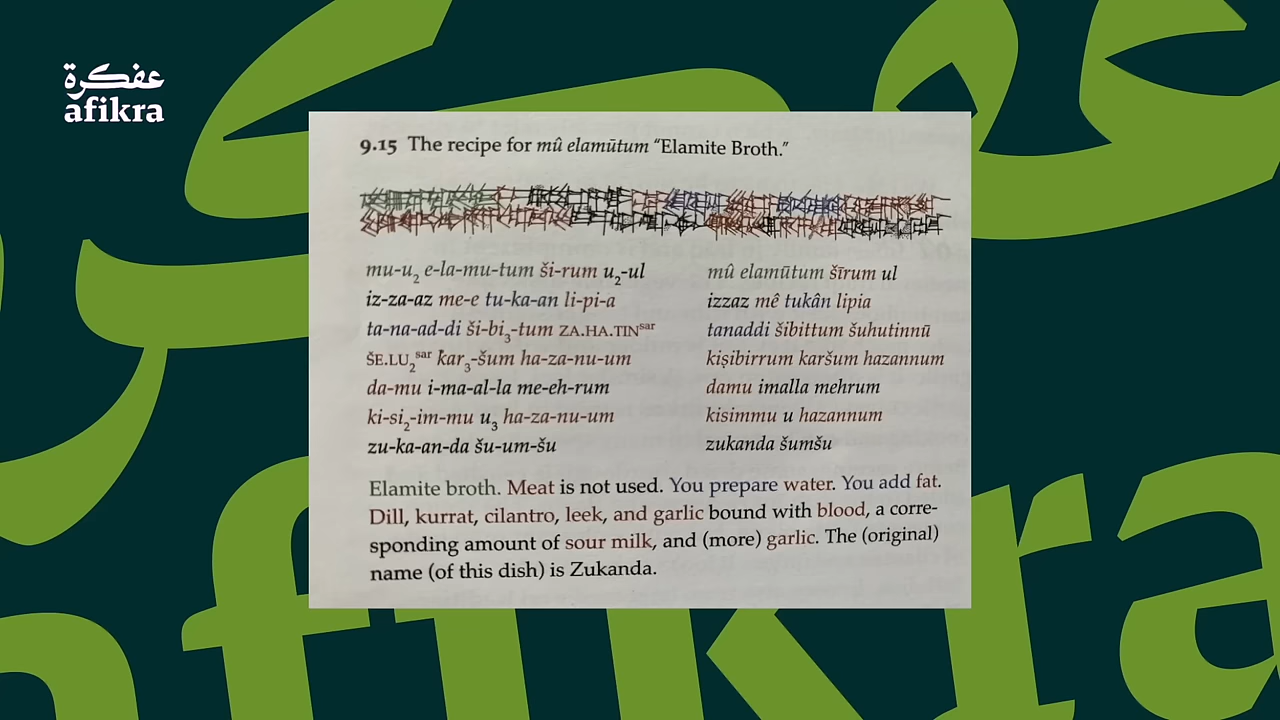 عفكرة
afikra
9.15 The recipe for mû elamūtum “Elamite Broth.”
mu-u₂ e-la-mu-tum ši-rum u₂-ul
iz-za-az me-e tu-ka-an li-pi-a
ta-na-ad-di ši-bi₃-tum ZA.HA.TINˢᵃʳ
ŠE.LU₂ˢᵃʳ kar₃-šum ha-za-nu-um
da-mu i-ma-al-la me-eh-rum
ki-si₂-im-mu u₃ ha-za-nu-um
zu-ka-an-da šu-um-šu
mû elamūtum šīrum ul
izzaz mê tukân lipia
tanaddi šibittum šuhutinnū
kiṣibirrum karšum hazannum
damu imalla mehrum
kisimmu u hazannum
zukanda šumšu
Elamite broth. Meat is not used. You prepare water. You add fat.
Dill, kurrat, cilantro, leek, and garlic bound with blood, a corre-
sponding amount of sour milk, and (more) garlic. The (original)
name (of this dish) is Zukanda.